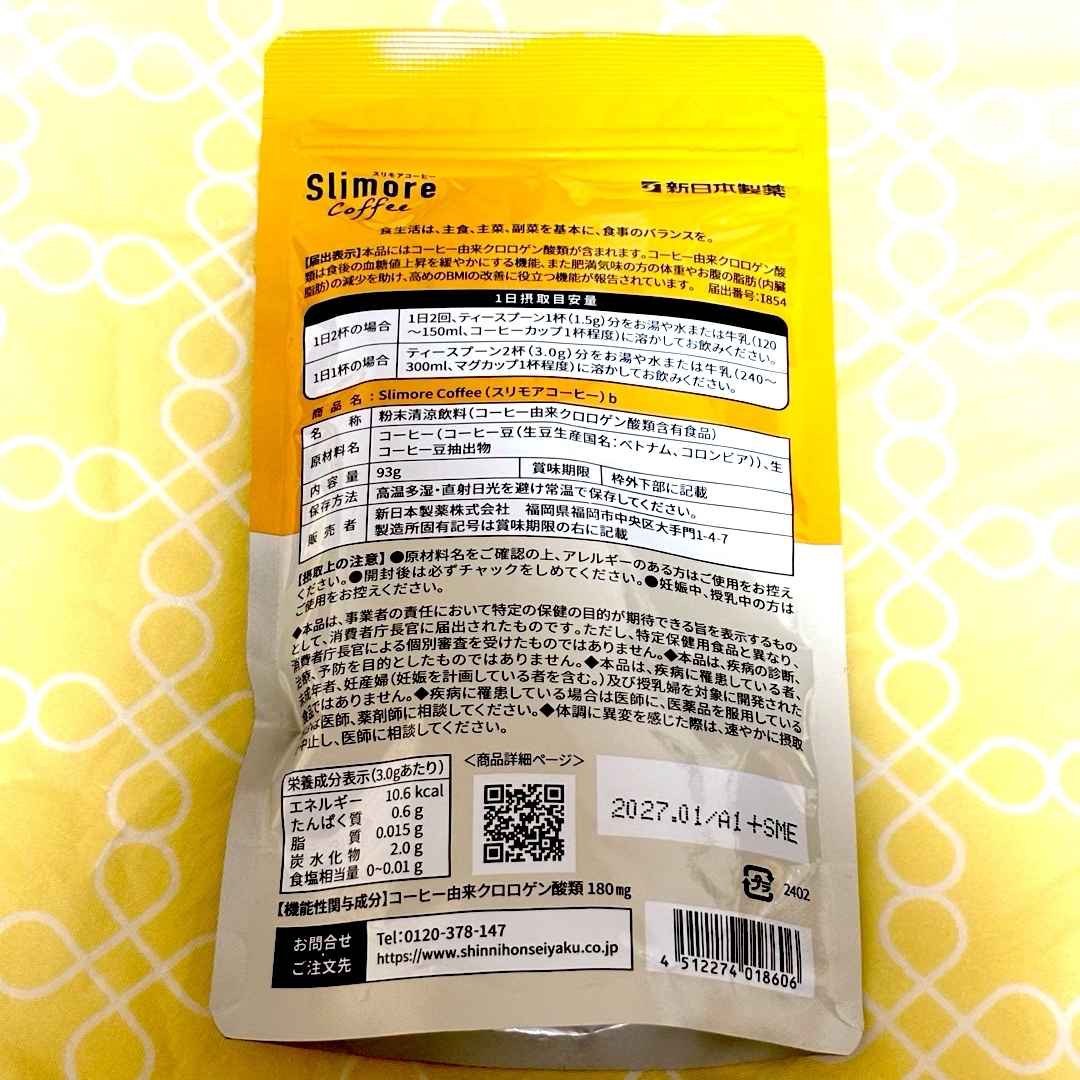 スリモアコーヒー
Slimore
Coffee
新日本製薬
食生活は、主食、主菜、副菜を基本に、食事のバランスを。
【届出表示】本品にはコーヒー由来クロロゲン酸類が含まれます。コーヒー由来クロロゲン酸
類は食後の血糖値上昇を緩やかにする機能、また肥満気味の方の体重やお腹の脂肪(内臓
脂肪)の減少を助け、高めのBMIの改善に役立つ機能が報告されています。 届出番号:I854
1日摂取目安量
1日2杯の場合
1日2回、ティースプーン1杯(1.5g)分をお湯や水または牛乳(120
～150ml、コーヒーカップ1杯程度)に溶かしてお飲みください。
1日1杯の場合
ティースプーン2杯(3.0g)分をお湯や水または牛乳(240～
300ml、マグカップ1杯程度)に溶かしてお飲みください。
商品名:Slimore Coffee(スリモアコーヒー)b
名称 粉末清涼飲料(コーヒー由来クロロゲン酸類含有食品)
原材料名 コーヒー(コーヒー豆(生豆生産国名:ベトナム、コロンビア))、生
コーヒー豆抽出物
内容量 93g 賞味期限 枠外下部に記載
保存方法 高温多湿・直射日光を避け常温で保存してください。
販売者 新日本製薬株式会社 福岡県福岡市中央区大手門1-4-7
製造所固有記号は賞味期限の右に記載
【摂取上の注意】●原材料名をご確認の上、アレルギーのある方はご使用をお控え
ください。●開封後は必ずチャックをしめてください。●妊娠中、授乳中の方は
ご使用をお控えください。
◆本品は、事業者の責任において特定の保健の目的が期待できる旨を表示するもの
として、消費者庁長官に届出されたものです。ただし、特定保健用食品と異なり、
消費者庁長官による個別審査を受けたものではありません。◆本品は、疾病の診断、
治療、予防を目的としたものではありません。◆本品は、疾病に罹患している者、
未成年者、妊産婦(妊娠を計画している者を含む。)及び授乳婦を対象に開発された
食品ではありません。◆疾病に罹患している場合は医師に、医薬品を服用している
は医師、薬剤師に相談してください。◆体調に異変を感じた際は、速やかに摂取
中止し、医師に相談してください。
栄養成分表示(3.0gあたり)
エネルギー 10.6 kcal
たんぱく質 0.6 g
脂質 0.015 g
炭水化物 2.0 g
食塩相当量 0~0.01 g
<商品詳細ページ>
2027.01/A1+SME
プラ
2402
【機能性関与成分】コーヒー由来クロロゲン酸類 180mg
お問合せ
・
ご注文先
Tel:0120-378-147
https://www.shinnihonseiyaku.co.jp
4 512274 018606